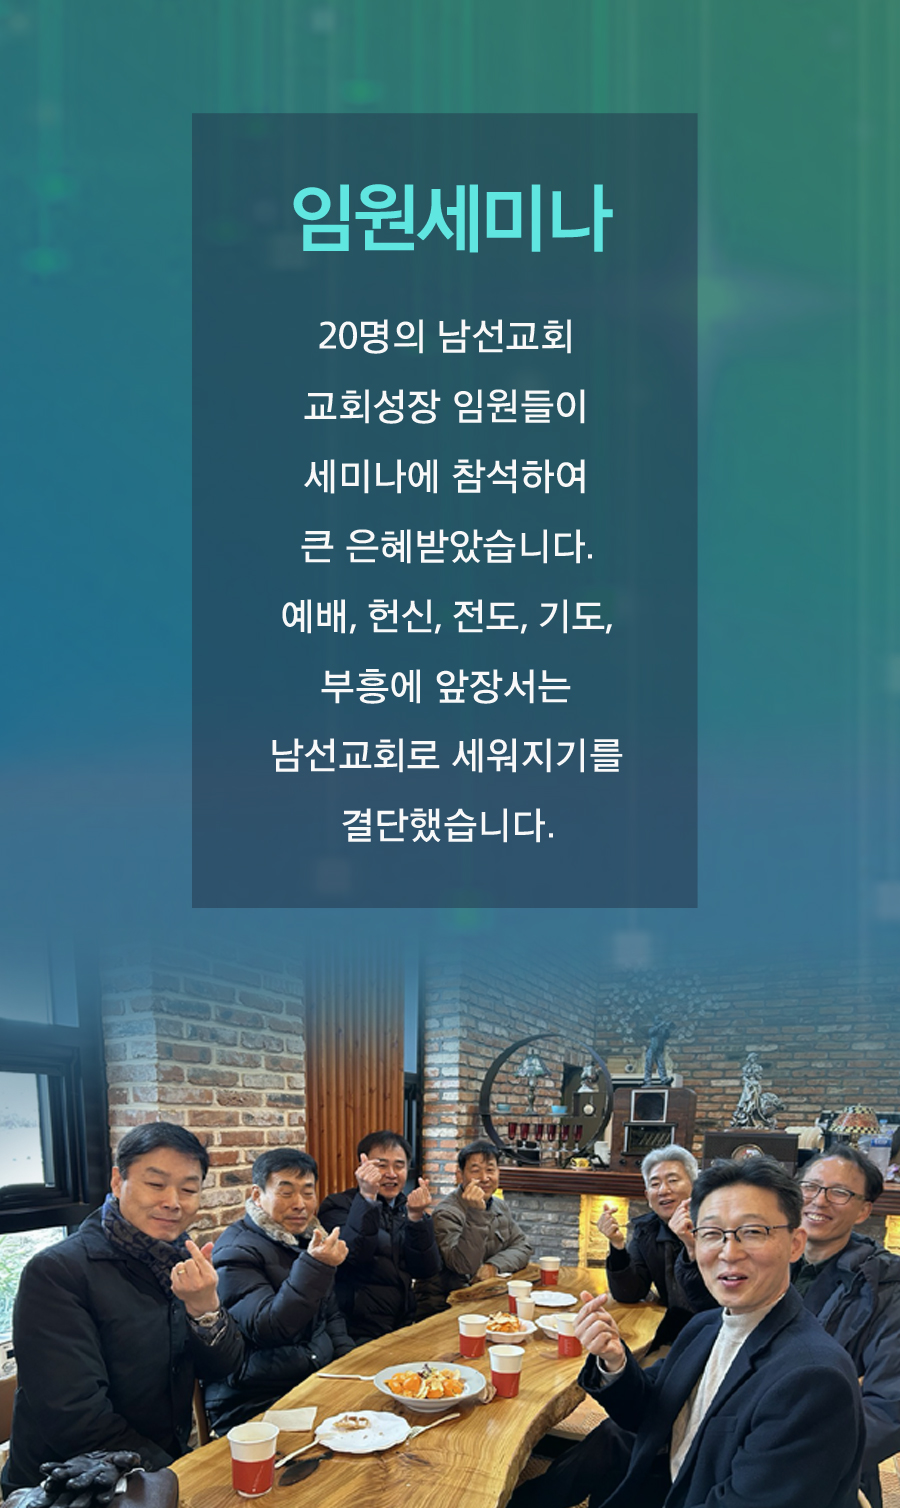 임원세미나
20명의 남선교회
교회성장 임원들이
세미나에 참석하여
큰 은혜받았습니다.
예배, 헌신, 전도, 기도,
부흥에 앞장서는
남선교회로 세워지기를
결단했습니다.